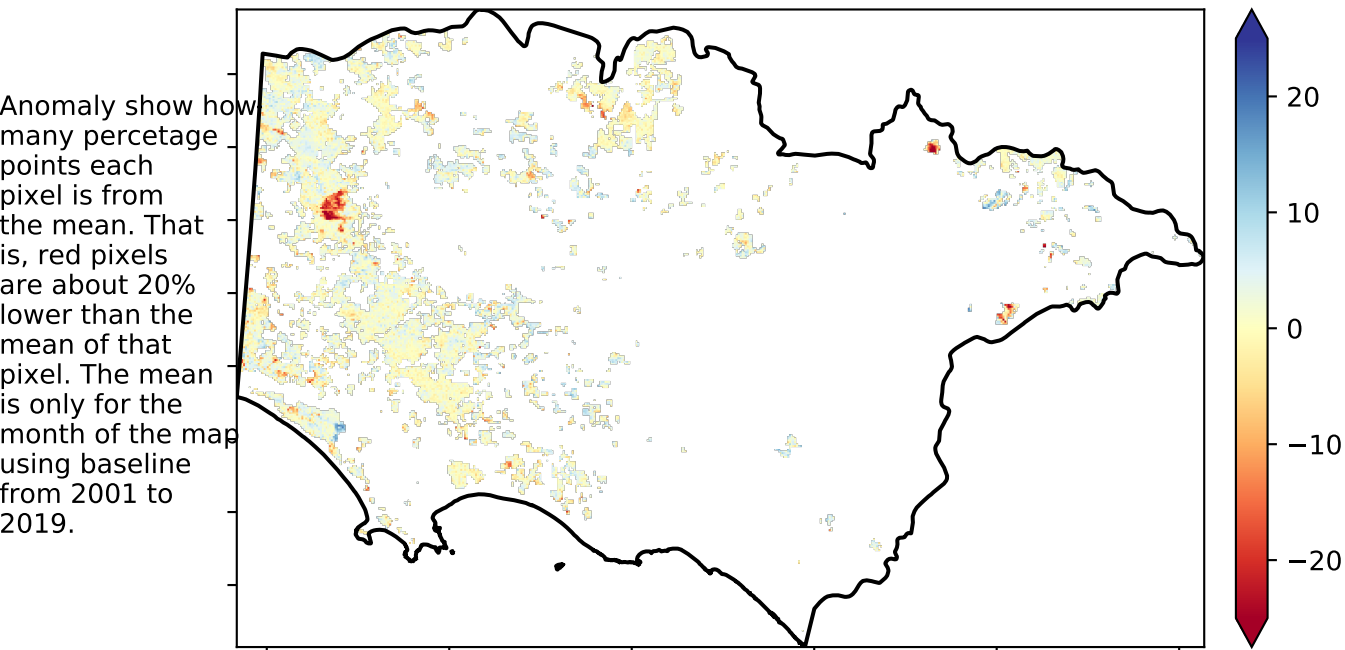 Anomaly show how
many percetage
points each
pixel is from
the mean. That
is, red pixels
are about 20%
lower than the
mean of that
pixel. The mean
is only for the
month of the map
using baseline
from 2001 to
2019.
20
10
0
−10
−20